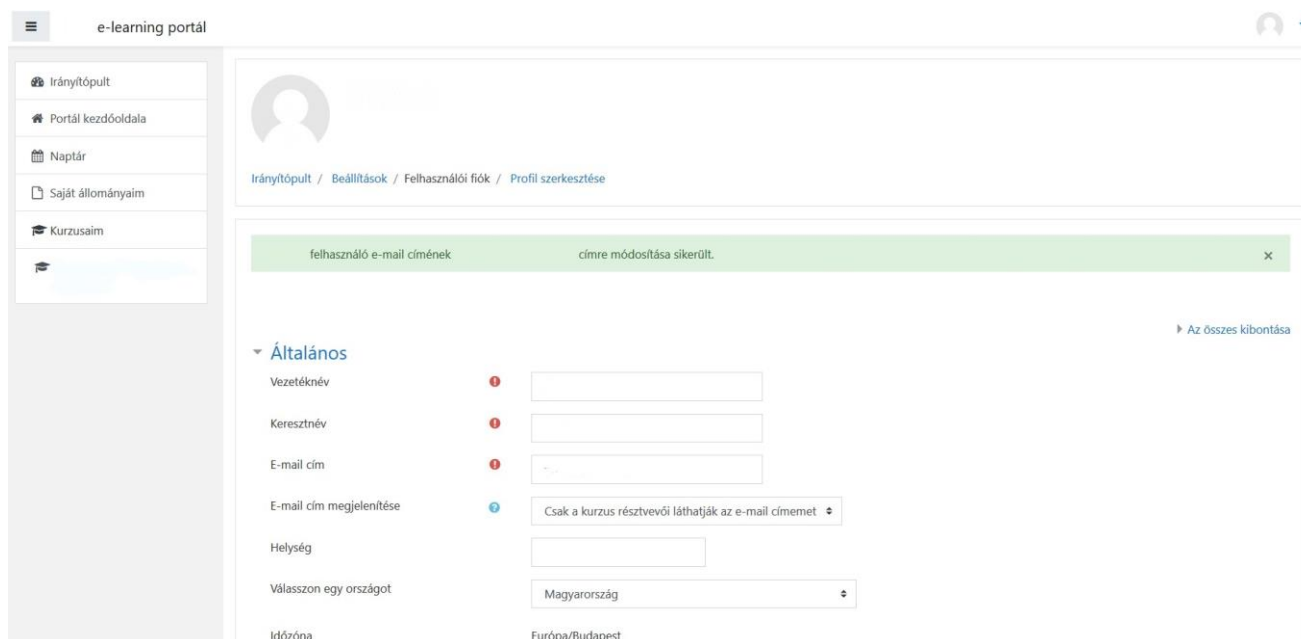 e-learning portál
Irányítópult
Portál kezdőoldala
Naptár
Saját állományaim
Kurzusaim
Irányítópult / Beállítások / Felhasználói fiók / Profil szerkesztése
felhasználó e-mail címének címre módosítása sikerült. ×
Az összes kibontása
Általános
Vezetéknév
Keresztnév
E-mail cím
E-mail cím megjelenítése Csak a kurzus résztvevői láthatják az e-mail címemet
Helység
Válasszon egy országot Magyarország
Időzóna Európa/Budapest